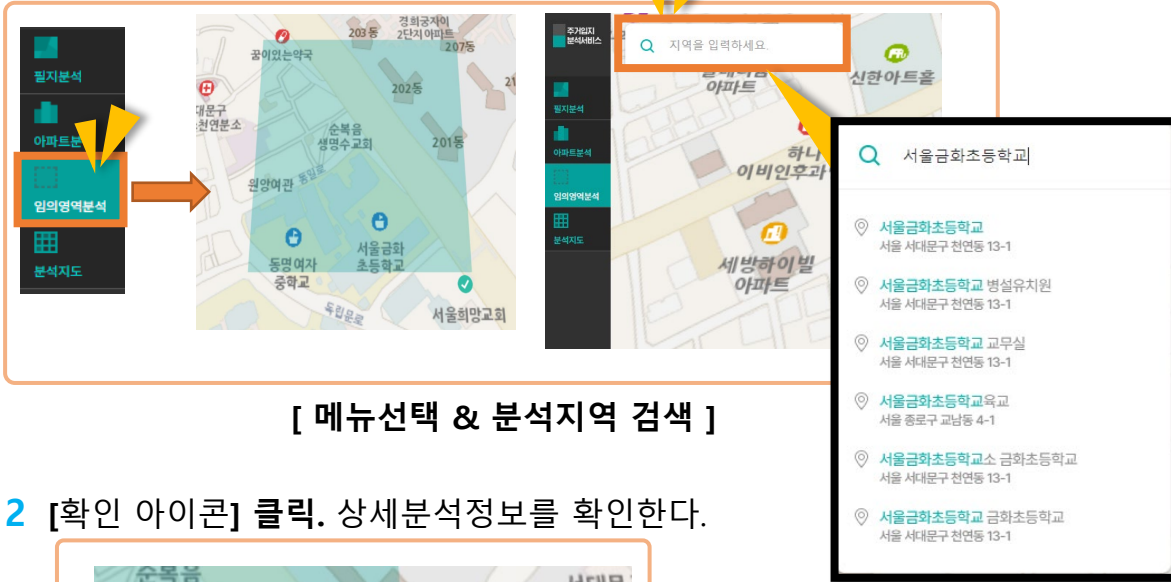 필지분석
임의영역분석
분석지도
경희궁자이
2단지아파트
203동
207동
꿈이있는약국
202동
천연분소
순복음
생명수교회
201동
원앙여관
동명여자
중학교
서울금화
초등학교
독립문로
서울희망교회
주거입지
분석서비스
필지분석
아파트분석
임의영역분석
분석지도
지역을 입력하세요.
아파트
신한아트홀
하나
이비인후과
세방하이빌
아파트
서울금화초등학교
서울금화초등학교
서울 서대문구 천연동 13-1
서울금화초등학교 병설유치원
서울 서대문구 천연동 13-1
서울금화초등학교 교무실
서울 서대문구 천연동 13-1
서울금화초등학교육교
서울 종로구 교남동 4-1
서울금화초등학교소 금화초등학교
서울 서대문구 천연동 13-1
서울금화초등학교 금화초등학교
서울 서대문구 천연동 13-1
[ 메뉴선택 & 분석지역 검색 ]
2 [확인 아이콘] 클릭. 상세분석정보를 확인한다.
순복음